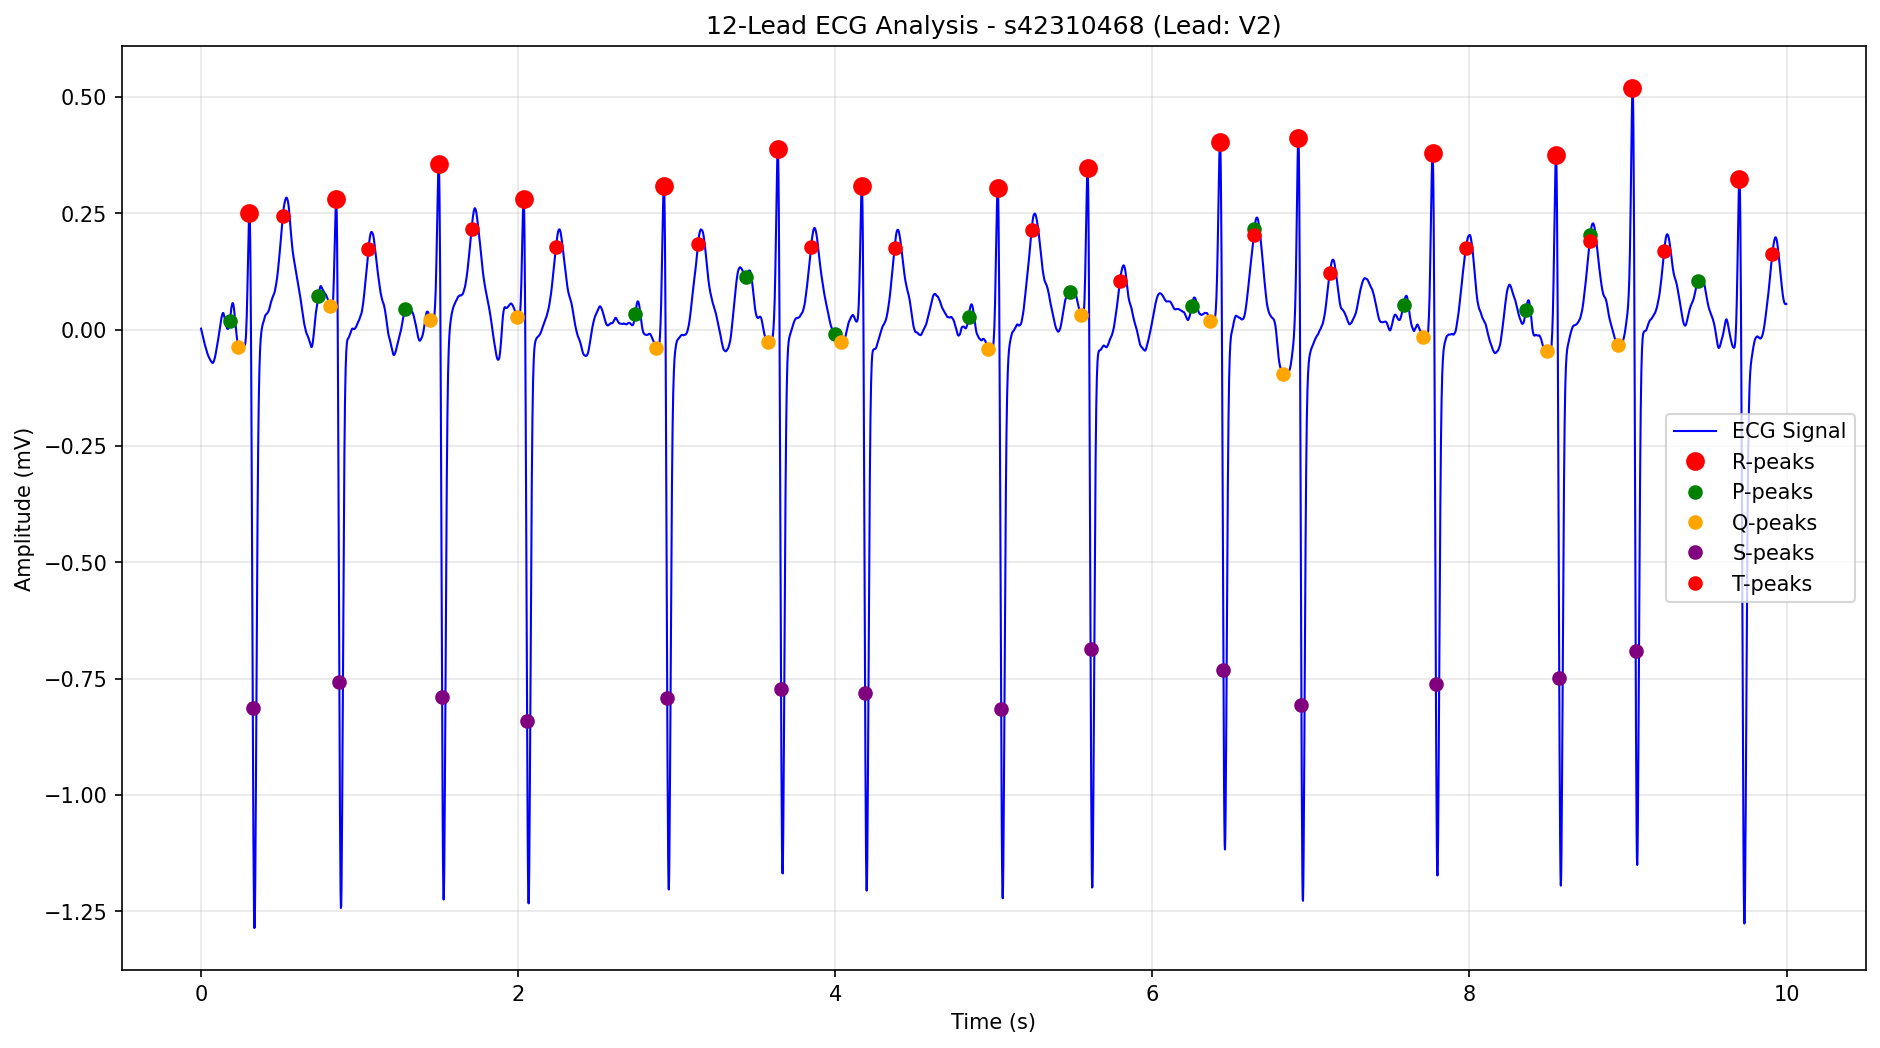 12-Lead ECG Analysis - s42310468 (Lead: V2)
Amplitude (mV)
0.50
0.25
0.00
−0.25
−0.50
−0.75
−1.00
−1.25
ECG Signal
R-peaks
P-peaks
Q-peaks
S-peaks
T-peaks
0 2 4 6 8 10
Time (s)